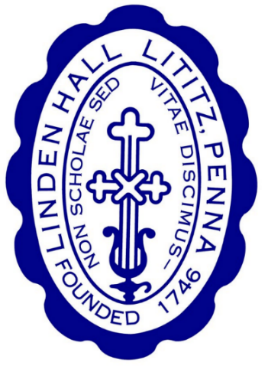 LINDEN HALL LITITZ, PENNA
FOUNDED 1746
NON SCHOLAE SED VITAE DISCIMUS-